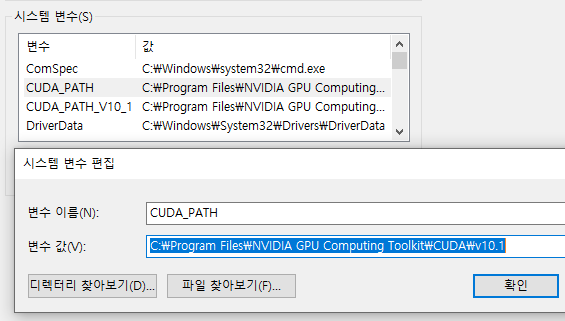 시스템 변수(S)
변수 값
ComSpec C:₩Windows₩system32₩cmd.exe
CUDA_PATH C:₩Program Files₩NVIDIA GPU Computing...
CUDA_PATH_V10_1 C:₩Program Files₩NVIDIA GPU Computing...
DriverData C:₩Windows₩System32₩Drivers₩DriverData
시스템 변수 편집
변수 이름(N): CUDA_PATH
변수 값(V): C:₩Program Files₩NVIDIA GPU Computing Toolkit₩CUDA₩v10.1
디렉터리 찾아보기(D)... 파일 찾아보기(F)... 확인